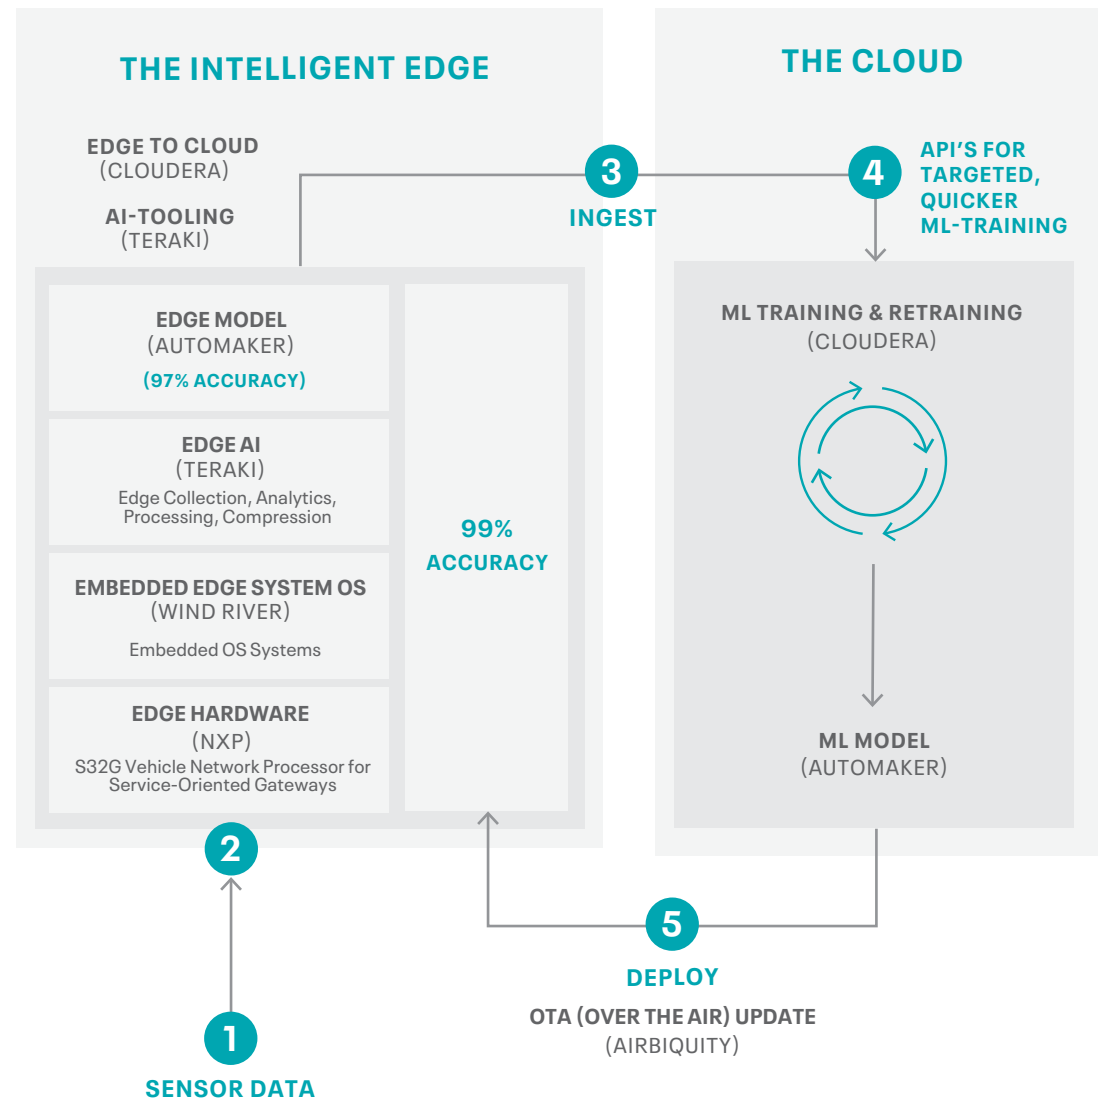 THE INTELLIGENT EDGE
EDGE TO CLOUD
(CLOUDERA)
AI-TOOLING
(TERAKI)
EDGE MODEL
(AUTOMAKER)
(97% ACCURACY)
EDGE AI
(TERAKI)
Edge Collection, Analytics,
Processing, Compression
EMBEDDED EDGE SYSTEM OS
(WIND RIVER)
Embedded OS Systems
EDGE HARDWARE
(NXP)
S32G Vehicle Network Processor for
Service-Oriented Gateways
99%
ACCURACY
2
1
SENSOR DATA
3
INGEST
THE CLOUD
4
API'S FOR
TARGETED,
QUICKER
ML-TRAINING
ML TRAINING & RETRAINING
(CLOUDERA)
ML MODEL
(AUTOMAKER)
5
DEPLOY
OTA (OVER THE AIR) UPDATE
(AIRBIQUITY)